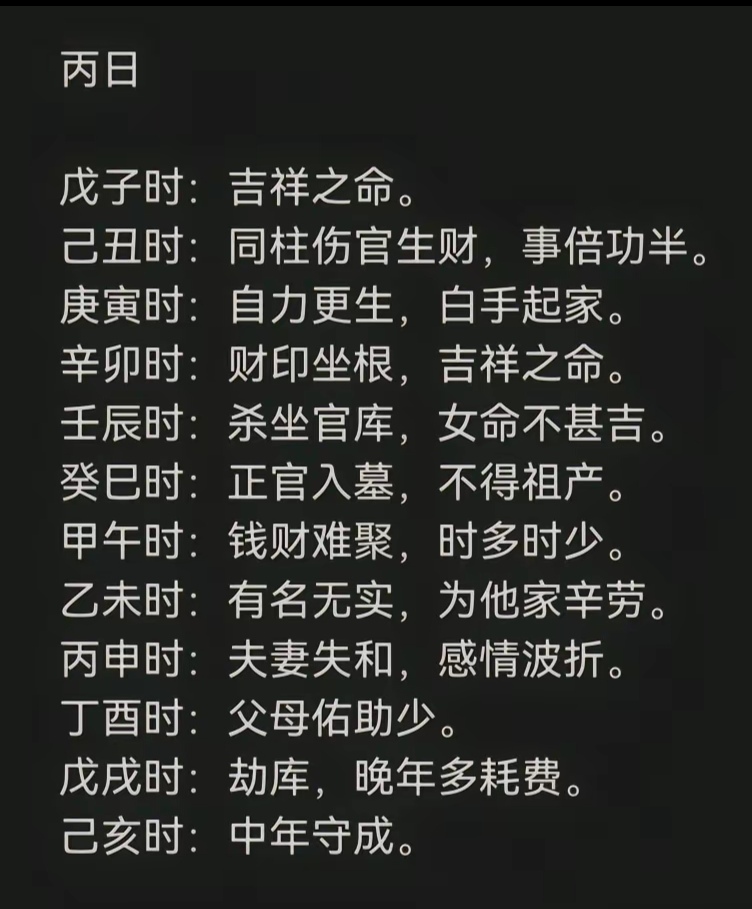 丙日
戊子时：吉祥之命。
己丑时：同柱伤官生财，事倍功半。
庚寅时：自力更生，白手起家。
辛卯时：财印坐根，吉祥之命。
壬辰时：杀坐官库，女命不甚吉。
癸巳时：正官入墓，不得祖产。
甲午时：钱财难聚，时多时少。
乙未时：有名无实，为他家辛劳。
丙申时：夫妻失和，感情波折。
丁酉时：父母佑助少。
戊戌时：劫库，晚年多耗费。
己亥时：中年守成。